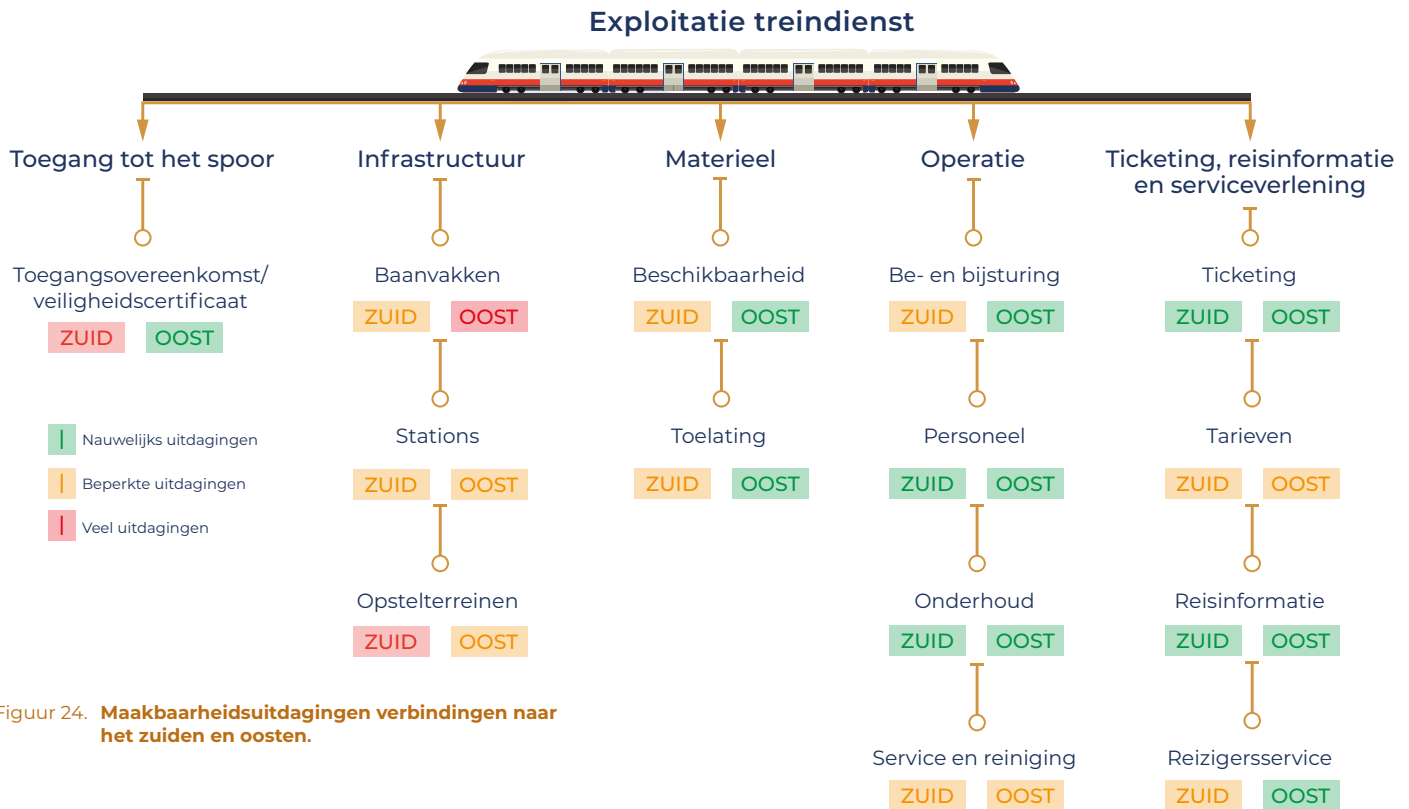 Exploitatie treindienst
Toegang tot het spoor
Infrastructuur
Materieel
Operatie
Ticketing, reisinformatie
en serviceverlening
Toegangsovereenkomst/
veiligheidscertificaat
ZUID OOST
Baanvakken
ZUID OOST
Beschikbaarheid
ZUID OOST
Be- en bijsturing
ZUID OOST
Ticketing
ZUID OOST
| Nauwelijks uitdagingen
| Beperkte uitdagingen
| Veel uitdagingen
Stations
ZUID OOST
Toelating
ZUID OOST
Personeel
ZUID OOST
Tarieven
ZUID OOST
Opstelterreinen
ZUID OOST
Onderhoud
ZUID OOST
Reisinformatie
ZUID OOST
Figuur 24. Maakbaarheidsuitdagingen verbindingen naar
het zuiden en oosten.
Service en reiniging
ZUID OOST
Reizigersservice
ZUID OOST